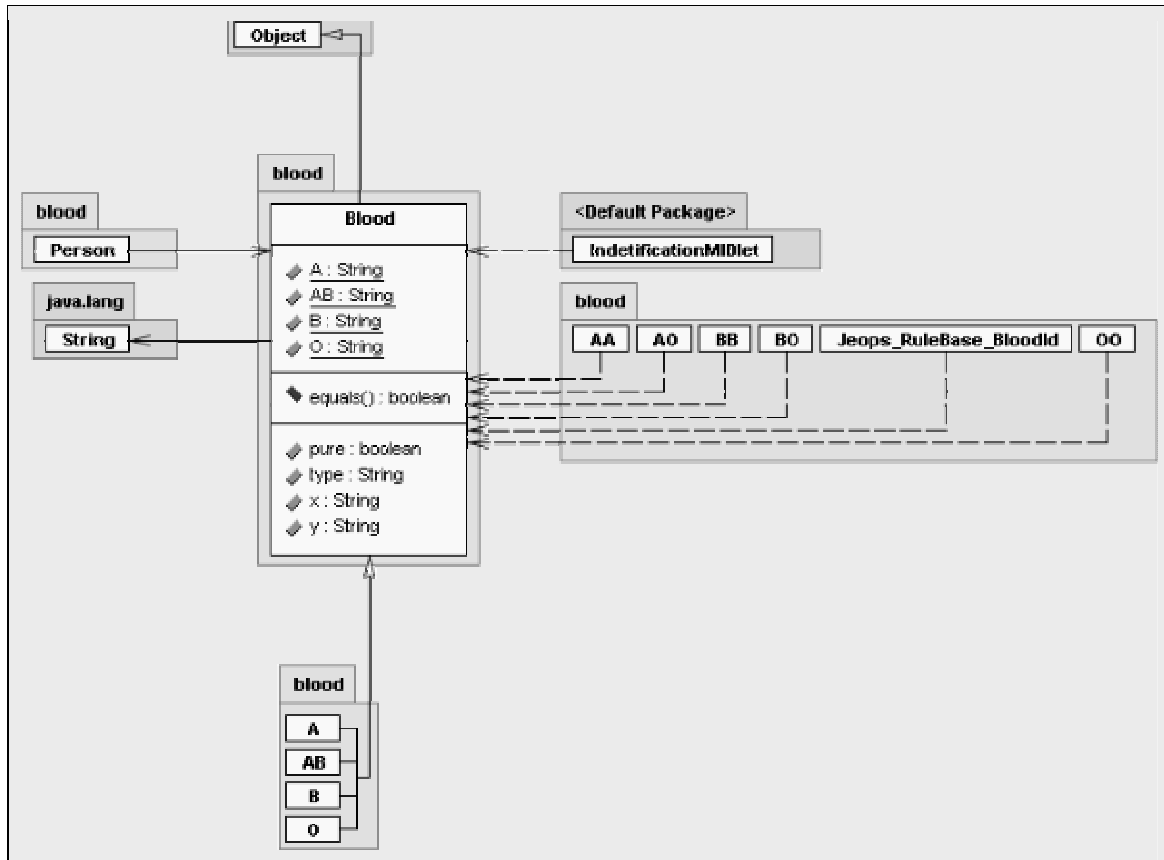 Object
blood
Blood
A : String
AB : String
B : String
O : String
equals() : boolean
pure : boolean
type : String
x : String
y : String
blood
Person
java.lang
String
<Default Package>
IndetificationMIDlet
blood
AA AO BB BO Jeops_RuleBase_BloodId OO
blood
A
AB
B
O